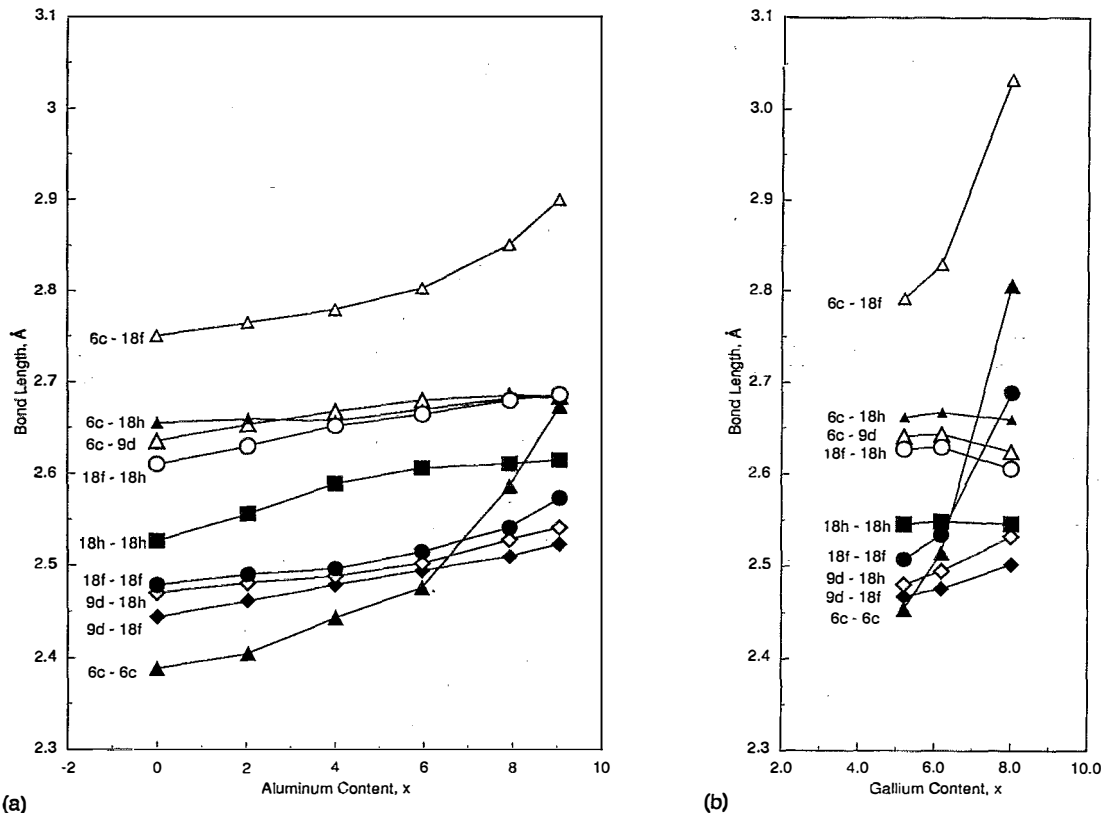 3.1
3
2.9
2.8
2.7
2.6
2.5
2.4
2.3
Bond Length, Å
6c - 18f
6c - 18h
6c - 9d
18f - 18h
18h - 18h
18f - 18f
9d - 18h
9d - 18f
6c - 6c
-2 0 2 4 6 8 10
Aluminum Content, x
(a)
3.1
3.0
2.9
2.8
2.7
2.6
2.5
2.4
2.3
Bond Length, Å
6c - 18f
6c - 18h
6c - 9d
18f - 18h
18h - 18h
18f - 18f
9d - 18h
9d - 18f
6c - 6c
2.0 4.0 6.0 8.0 10.0
Gallium Content, x
(b)